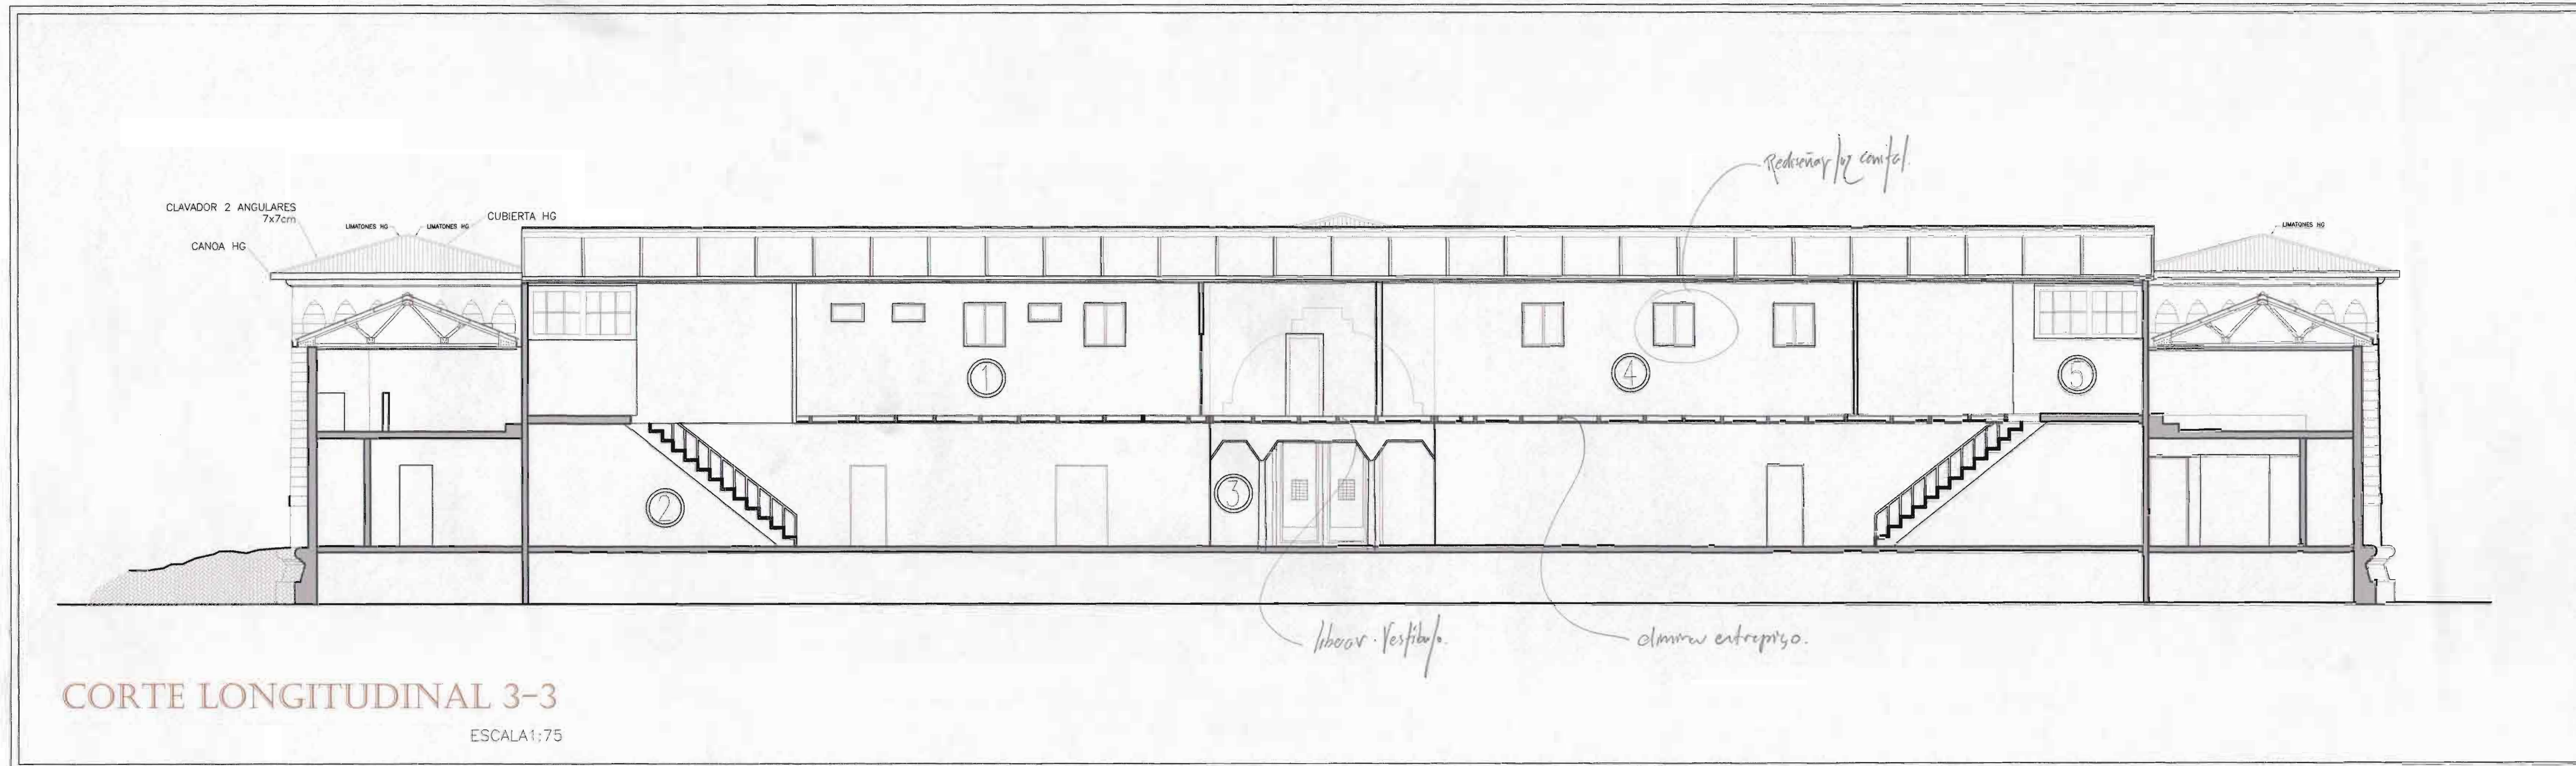 Rediseñar luz cenital.
CLAVADOR 2 ANGULARES
7x7cm
CUBIERTA HG
LIMATONES HG
LIMATONES HG
LIMATONES HG
CANOA HG
1
4
5
2
3
liberar Vestíbulo.
eliminar entrepiso.
CORTE LONGITUDINAL 3-3
ESCALA1:75